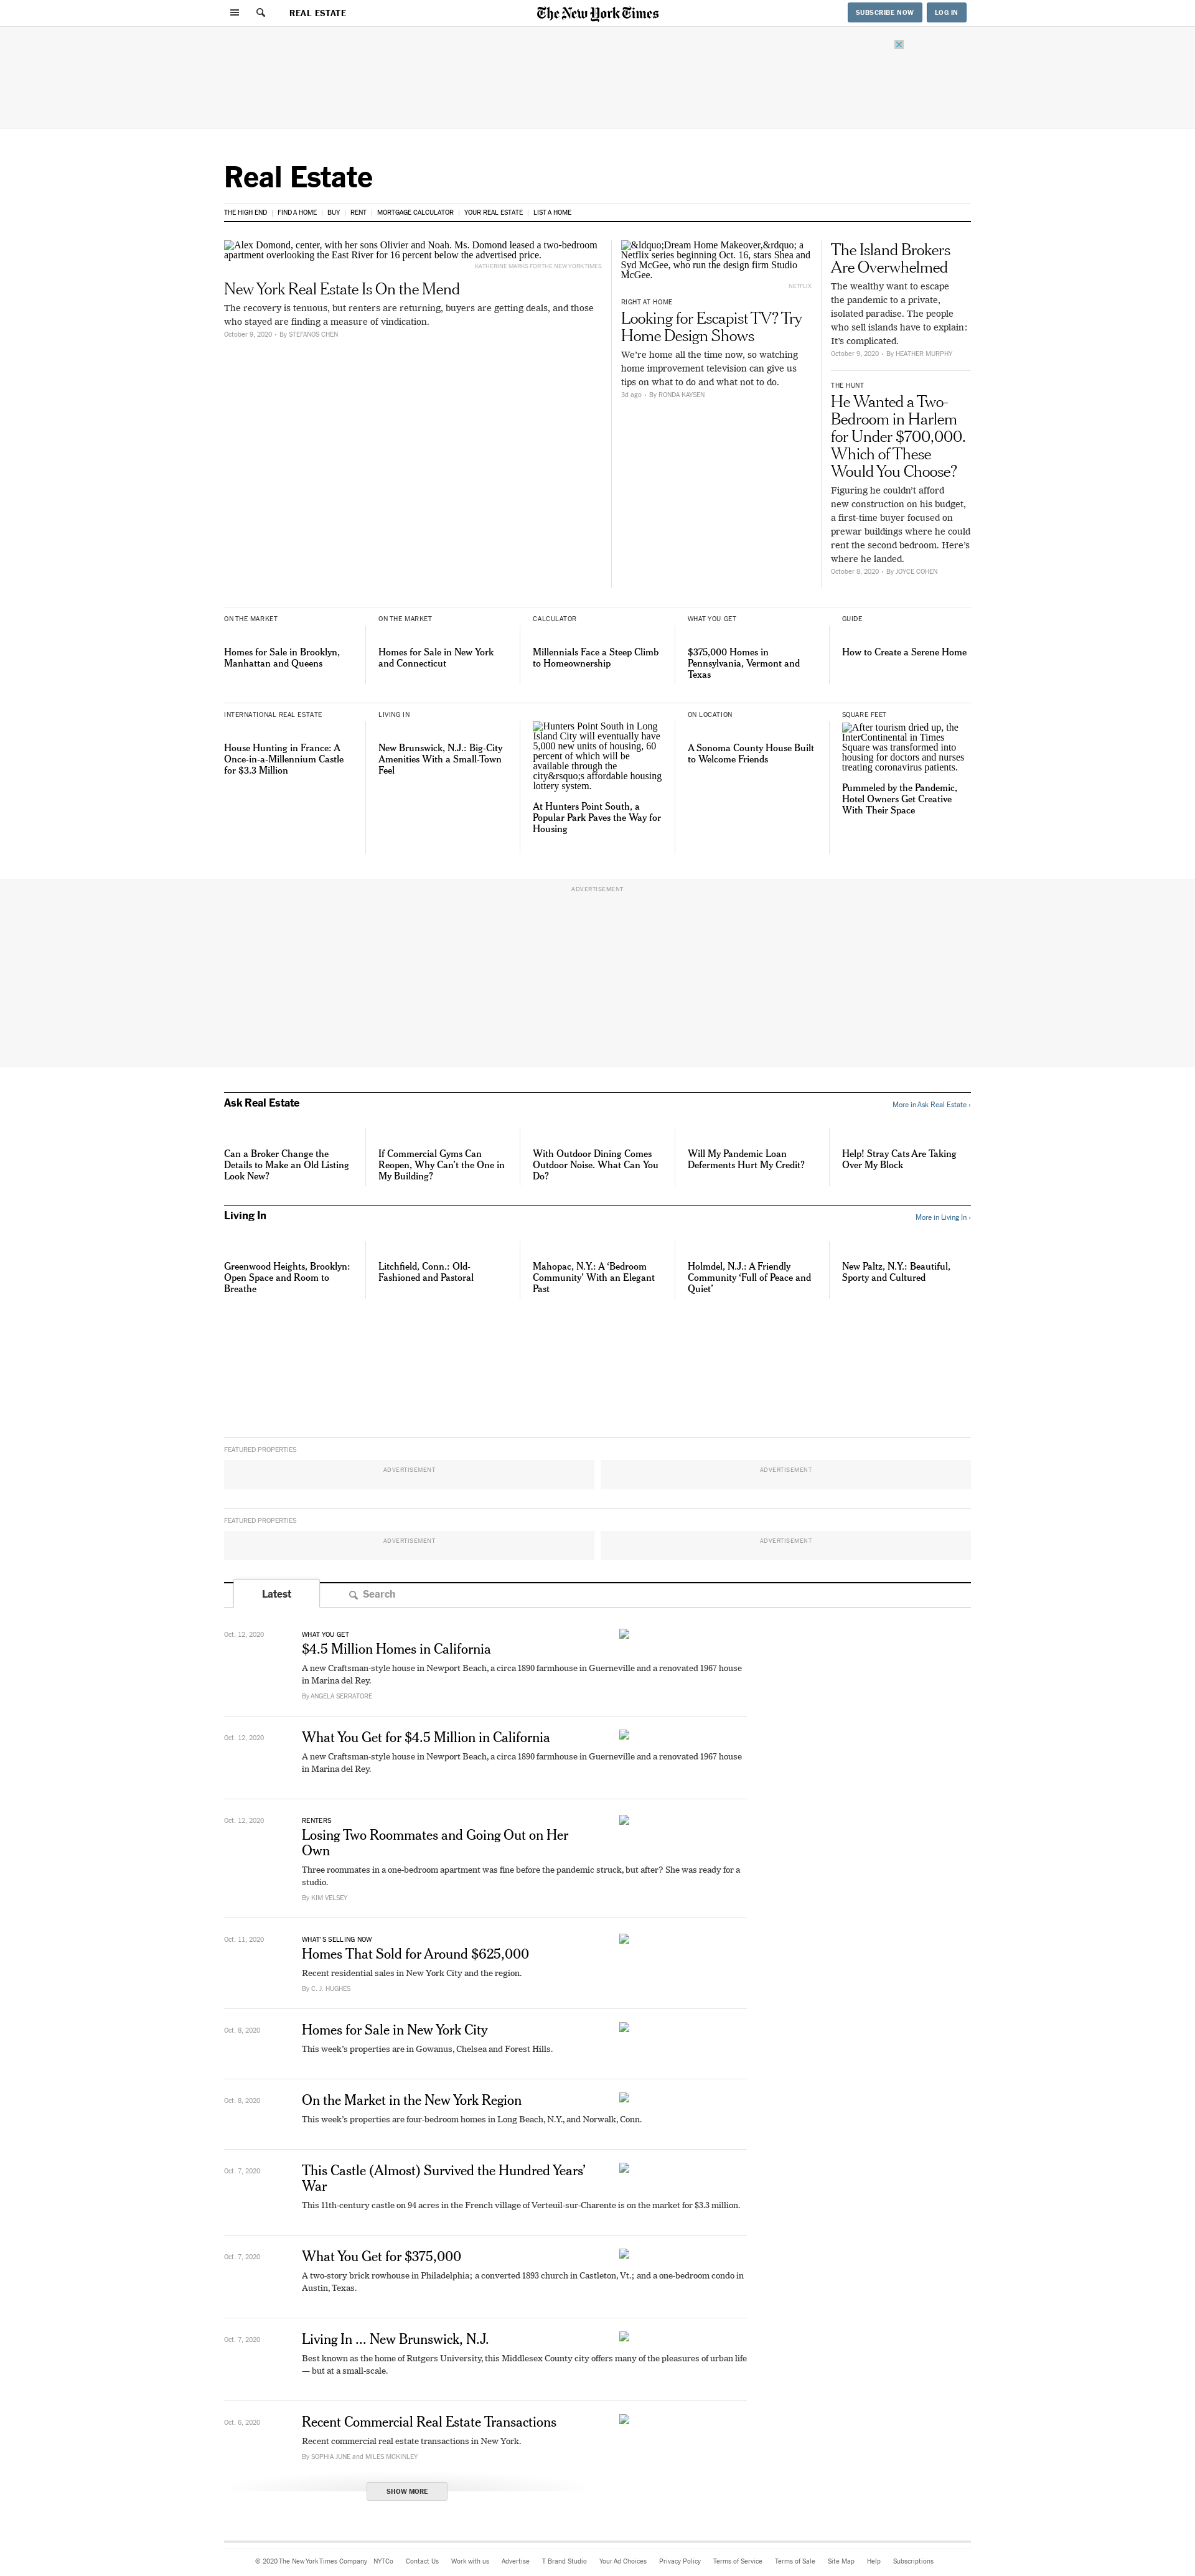 REAL ESTATE
The New York Times
SUBSCRIBE NOW
LOG IN
Real Estate
THE HIGH END | FIND A HOME | BUY | RENT | MORTGAGE CALCULATOR | YOUR REAL ESTATE | LIST A HOME
Alex Domond, center, with her sons Olivier and Noah. Ms. Domond leased a two-bedroom
apartment overlooking the East River for 16 percent below the advertised price.
KATHERINE MARKS FOR THE NEW YORK TIMES
New York Real Estate Is On the Mend
The recovery is tenuous, but renters are returning, buyers are getting deals, and those
who stayed are finding a measure of vindication.
October 9, 2020 • By STEFANOS CHEN
&ldquo;Dream Home Makeover,&rdquo; a
Netflix series beginning Oct. 16, stars Shea and
Syd McGee, who run the design firm Studio
McGee.
NETFLIX
RIGHT AT HOME
Looking for Escapist TV? Try
Home Design Shows
We’re home all the time now, so watching
home improvement television can give us
tips on what to do and what not to do.
3d ago • By RONDA KAYSEN
The Island Brokers
Are Overwhelmed
The wealthy want to escape
the pandemic to a private,
isolated paradise. The people
who sell islands have to explain:
It’s complicated.
October 9, 2020 • By HEATHER MURPHY
THE HUNT
He Wanted a Two-
Bedroom in Harlem
for Under $700,000.
Which of These
Would You Choose?
Figuring he couldn’t afford
new construction on his budget,
a first-time buyer focused on
prewar buildings where he could
rent the second bedroom. Here’s
where he landed.
October 8, 2020 • By JOYCE COHEN
ON THE MARKET
Homes for Sale in Brooklyn,
Manhattan and Queens
ON THE MARKET
Homes for Sale in New York
and Connecticut
CALCULATOR
Millennials Face a Steep Climb
to Homeownership
WHAT YOU GET
$375,000 Homes in
Pennsylvania, Vermont and
Texas
GUIDE
How to Create a Serene Home
INTERNATIONAL REAL ESTATE
House Hunting in France: A
Once-in-a-Millennium Castle
for $3.3 Million
LIVING IN
New Brunswick, N.J.: Big-City
Amenities With a Small-Town
Feel
Hunters Point South in Long
Island City will eventually have
5,000 new units of housing, 60
percent of which will be
available through the
city&rsquo;s affordable housing
lottery system.
At Hunters Point South, a
Popular Park Paves the Way for
Housing
ON LOCATION
A Sonoma County House Built
to Welcome Friends
SQUARE FEET
After tourism dried up, the
InterContinental in Times
Square was transformed into
housing for doctors and nurses
treating coronavirus patients.
Pummeled by the Pandemic,
Hotel Owners Get Creative
With Their Space
ADVERTISEMENT
Ask Real Estate
More in Ask Real Estate ›
Can a Broker Change the
Details to Make an Old Listing
Look New?
If Commercial Gyms Can
Reopen, Why Can’t the One in
My Building?
With Outdoor Dining Comes
Outdoor Noise. What Can You
Do?
Will My Pandemic Loan
Deferments Hurt My Credit?
Help! Stray Cats Are Taking
Over My Block
Living In
More in Living In ›
Greenwood Heights, Brooklyn:
Open Space and Room to
Breathe
Litchfield, Conn.: Old-
Fashioned and Pastoral
Mahopac, N.Y.: A ‘Bedroom
Community’ With an Elegant
Past
Holmdel, N.J.: A Friendly
Community ‘Full of Peace and
Quiet’
New Paltz, N.Y.: Beautiful,
Sporty and Cultured
FEATURED PROPERTIES
ADVERTISEMENT
ADVERTISEMENT
FEATURED PROPERTIES
ADVERTISEMENT
ADVERTISEMENT
Latest
Search
Oct. 12, 2020
WHAT YOU GET
$4.5 Million Homes in California
A new Craftsman-style house in Newport Beach, a circa 1890 farmhouse in Guerneville and a renovated 1967 house
in Marina del Rey.
By ANGELA SERRATORE
Oct. 12, 2020
What You Get for $4.5 Million in California
A new Craftsman-style house in Newport Beach, a circa 1890 farmhouse in Guerneville and a renovated 1967 house
in Marina del Rey.
Oct. 12, 2020
RENTERS
Losing Two Roommates and Going Out on Her
Own
Three roommates in a one-bedroom apartment was fine before the pandemic struck, but after? She was ready for a
studio.
By KIM VELSEY
Oct. 11, 2020
WHAT’S SELLING NOW
Homes That Sold for Around $625,000
Recent residential sales in New York City and the region.
By C. J. HUGHES
Oct. 8, 2020
Homes for Sale in New York City
This week’s properties are in Gowanus, Chelsea and Forest Hills.
Oct. 8, 2020
On the Market in the New York Region
This week’s properties are four-bedroom homes in Long Beach, N.Y., and Norwalk, Conn.
Oct. 7, 2020
This Castle (Almost) Survived the Hundred Years’
War
This 11th-century castle on 94 acres in the French village of Verteuil-sur-Charente is on the market for $3.3 million.
Oct. 7, 2020
What You Get for $375,000
A two-story brick rowhouse in Philadelphia; a converted 1893 church in Castleton, Vt.; and a one-bedroom condo in
Austin, Texas.
Oct. 7, 2020
Living In ... New Brunswick, N.J.
Best known as the home of Rutgers University, this Middlesex County city offers many of the pleasures of urban life
— but at a small-scale.
Oct. 6, 2020
Recent Commercial Real Estate Transactions
Recent commercial real estate transactions in New York.
By SOPHIA JUNE and MILES MCKINLEY
SHOW MORE
© 2020 The New York Times Company NYTCo Contact Us Work with us Advertise T Brand Studio Your Ad Choices Privacy Policy Terms of Service Terms of Sale Site Map Help Subscriptions